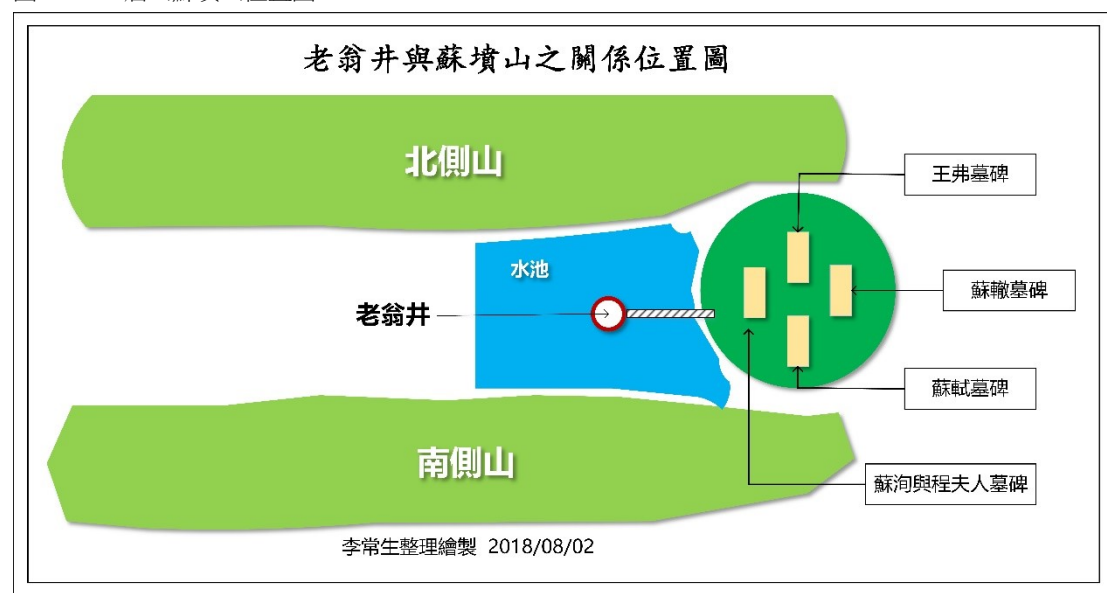 老翁井與蘇墳山之關係位置圖
北側山
王弗墓碑
水池
蘇轍墓碑
老翁井
蘇軾墓碑
南側山
蘇洵與程夫人墓碑
李常生整理繪製 2018/08/02